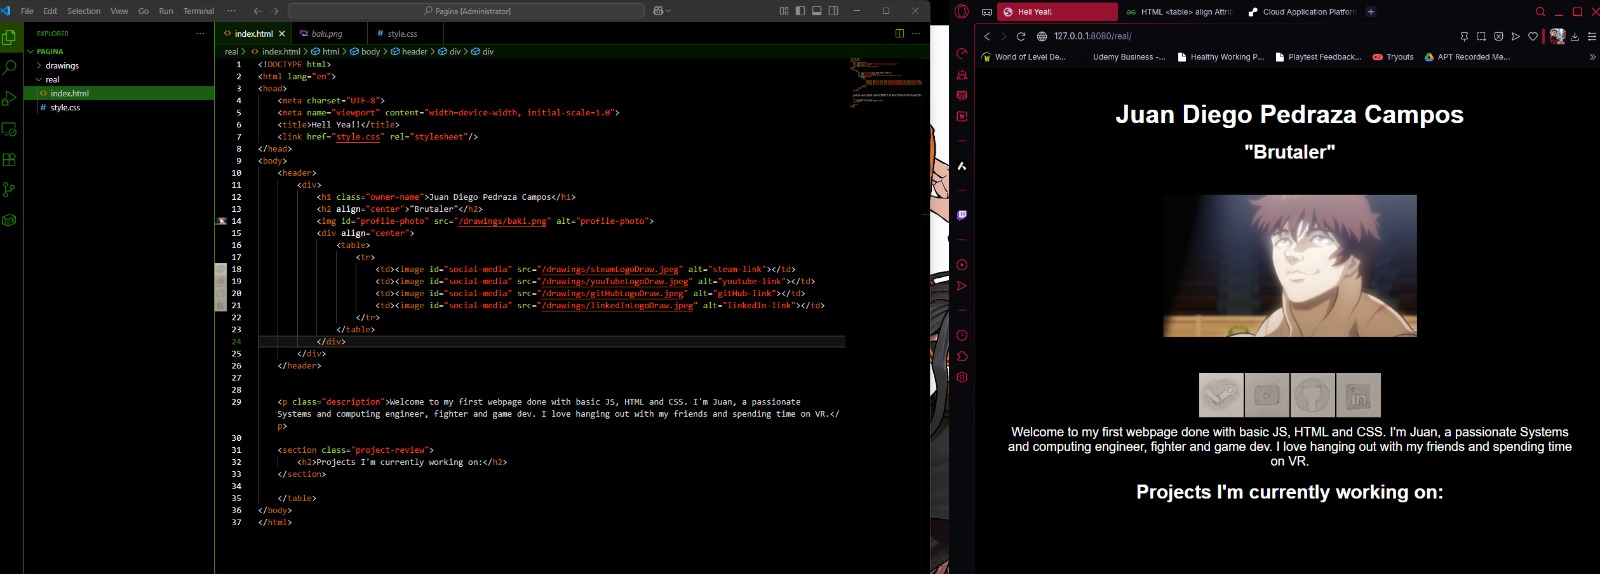 File Edit Selection View Go Run Terminal ··· Pagina [Administrator]
EXPLORER ···
PAGINA
drawings
real
index.html
style.css
index.html baki.png style.css
real > index.html > html > body > header > div > div
1 <!DOCTYPE html>
2 <html lang="en">
3 <head>
4 <meta charset="UTF-8">
5 <meta name="viewport" content="width=device-width, initial-scale=1.0">
6 <title>Hell Yea!!</title>
7 <link href="style.css" rel="stylesheet"/>
8 </head>
9 <body>
10 <header>
11 <div>
12 <h1 class="owner-name">Juan Diego Pedraza Campos</h1>
13 <h2 align="center">"Brutaler"</h2>
14 <img id="profile-photo" src="/drawings/baki.png" alt="profile-photo">
15 <div align="center">
16 <table>
17 <tr>
18 <td><image id="social-media" src="/drawings/steamLogoDraw.jpeg" alt="steam-link"></td>
19 <td><image id="social-media" src="/drawings/youTubeLogoDraw.jpeg" alt="youtube-link"></td>
20 <td><image id="social-media" src="/drawings/gitHubLogoDraw.jpeg" alt="gitHub-link"></td>
21 <td><image id="social-media" src="/drawings/linkedInLogoDraw.jpeg" alt="linkedIn-link"></td>
22 </tr>
23 </table>
24 </div>
25 </div>
26 </header>
27
28
29 <p class="description">Welcome to my first webpage done with basic JS, HTML and CSS. I'm Juan, a passionate
Systems and computing engineer, fighter and game dev. I love hanging out with my friends and spending time on VR.</
p>
30
31 <section class="project-review">
32 <h2>Projects I'm currently working on:</h2>
33 </section>
34
35 </table>
36 </body>
37 </html>
Hell Yea!! HTML <table> align Attrib Cloud Application Platform
127.0.0.1:8080/real/
World of Level De... Udemy Business -... Healthy Working P... Playtest Feedback... Tryouts APT Recorded Me...
Juan Diego Pedraza Campos
"Brutaler"
in
Welcome to my first webpage done with basic JS, HTML and CSS. I'm Juan, a passionate Systems
and computing engineer, fighter and game dev. I love hanging out with my friends and spending time
on VR.
Projects I'm currently working on: